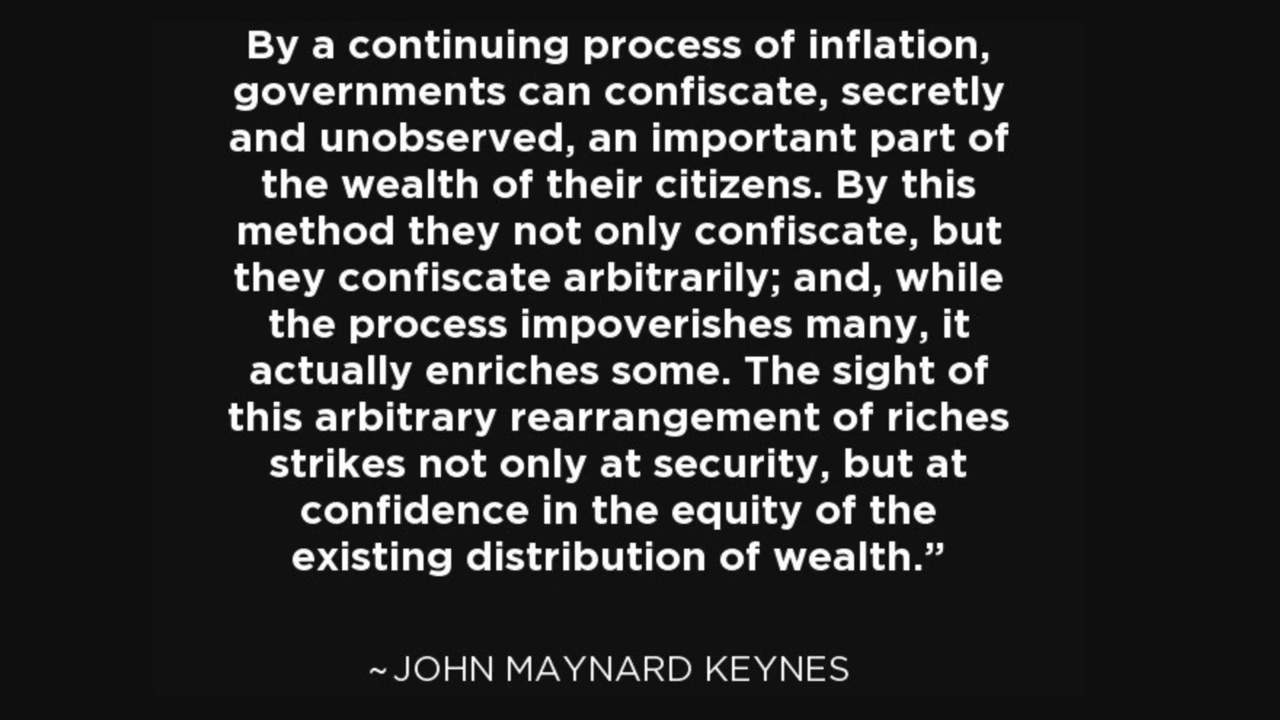 By a continuing process of inflation,
governments can confiscate, secretly
and unobserved, an important part of
the wealth of their citizens. By this
method they not only confiscate, but
they confiscate arbitrarily; and, while
the process impoverishes many, it
actually enriches some. The sight of
this arbitrary rearrangement of riches
strikes not only at security, but at
confidence in the equity of the
existing distribution of wealth.”
~JOHN MAYNARD KEYNES